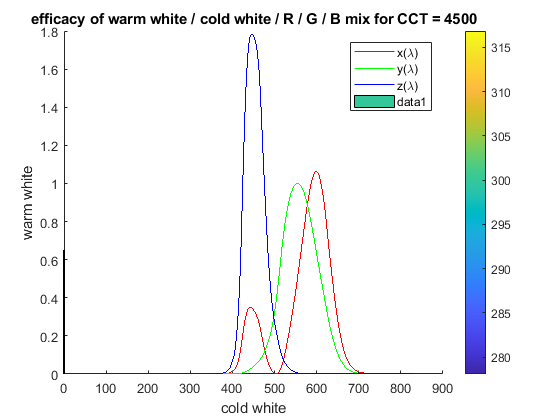 efficacy of warm white / cold white / R / G / B mix for CCT = 4500
1.8
1.6
1.4
1.2
1
0.8
0.6
0.4
0.2
0
warm white
0 100 200 300 400 500 600 700 800 900
cold white
x(λ)
y(λ)
z(λ)
data1
315
310
305
300
295
290
285
280